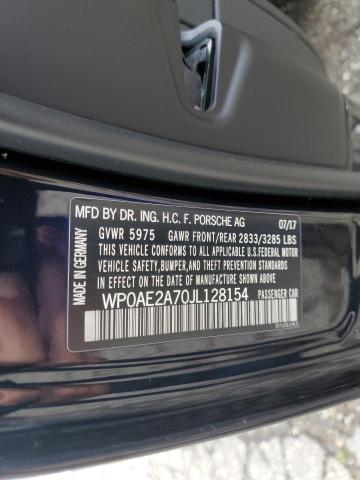 MFD BY DR. ING. H.C. F. PORSCHE AG 07/17
GVWR 5975 GAWR FRONT/REAR 2833/3285 LBS
THIS VEHICLE CONFORMS TO ALL APPLICABLE U.S.FEDERAL MOTOR
VEHICLE SAFETY,BUMPER,AND THEFT PREVENTION STANDARDS IN
EFFECT ON THE DATE OF MANUFACTURE SHOWN ABOVE.
WP0AE2A70JL128154 PASSENGER CAR
MADE IN GERMANY